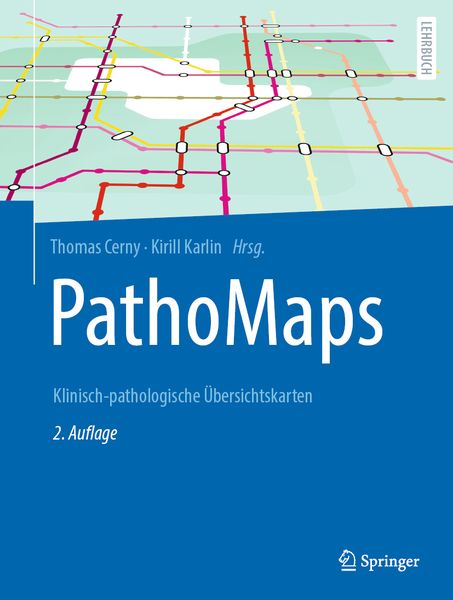 LEHRBUCH
Thomas Cerny · Kirill Karlin Hrsg.
PathoMaps
Klinisch-pathologische Übersichtskarten
2. Auflage
Springer